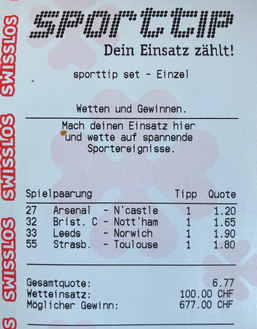 sporttip
Dein Einsatz zählt!
sporttip set - Einzel
Wetten und Gewinnen.
Mach deinen Einsatz hier
und wette auf spannende
Sportereignisse.
Spielpaarung Tipp Quote
27 Arsenal - N'castle 1 1.20
32 Brist. C - Nott'ham 1 1.65
33 Leeds - Norwich 1 1.90
55 Strasb. - Toulouse 1 1.80
Gesamtquote: 6.77
Wetteinsatz: 100.00 CHF
Möglicher Gewinn: 677.00 CHF
SWISSLOS
SWISSLOS
SWISSLOS